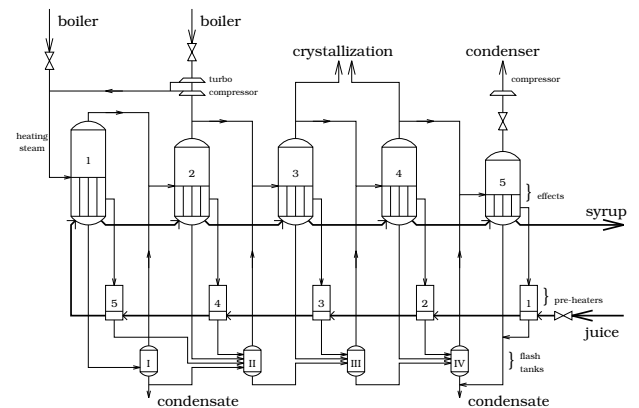 boiler
boiler
crystallization
condenser
turbo
compressor
compressor
heating
steam
1
2
3
4
5
effects
syrup
5
4
3
2
1
pre-heaters
juice
I
II
III
IV
flash
tanks
condensate
condensate